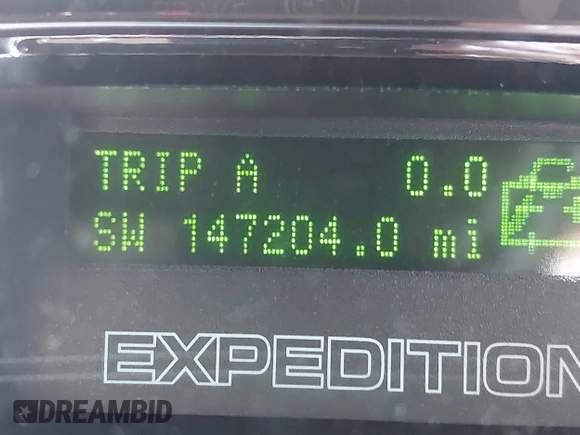 TRIP A 0.0
SW 147204.0 mi
EXPEDITION
DREAMBID